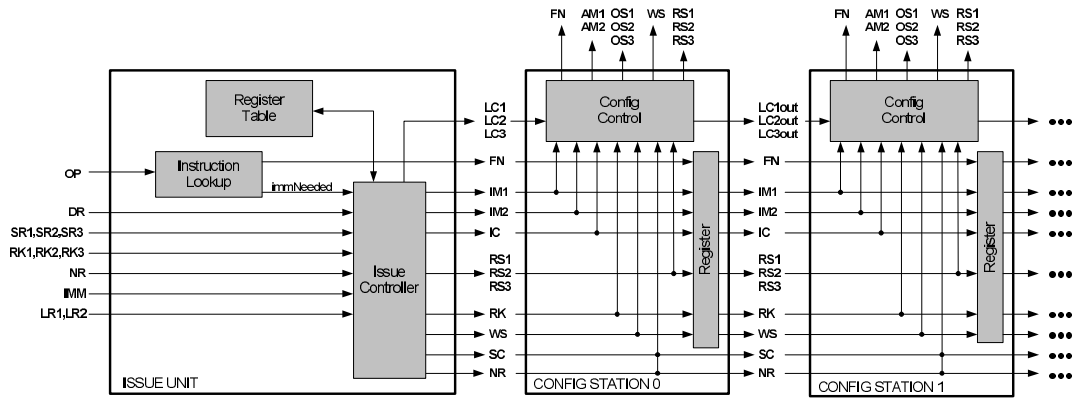 FN AM1 OS1 WS RS1
AM2 OS2 RS2
OS3 RS3
FN AM1 OS1 WS RS1
AM2 OS2 RS2
OS3 RS3
Register
Table
Instruction
Lookup
immNeeded
Issue
Controller
OP
DR
SR1,SR2,SR3
RK1,RK2,RK3
NR
IMM
LR1,LR2
ISSUE UNIT
LC1
LC2
LC3
FN
IM1
IM2
IC
RS1
RS2
RS3
RK
WS
SC
NR
Config
Control
Register
CONFIG STATION 0
LC1out
LC2out
LC3out
FN
IM1
IM2
IC
RS1
RS2
RS3
RK
WS
SC
NR
Config
Control
Register
CONFIG STATION 1